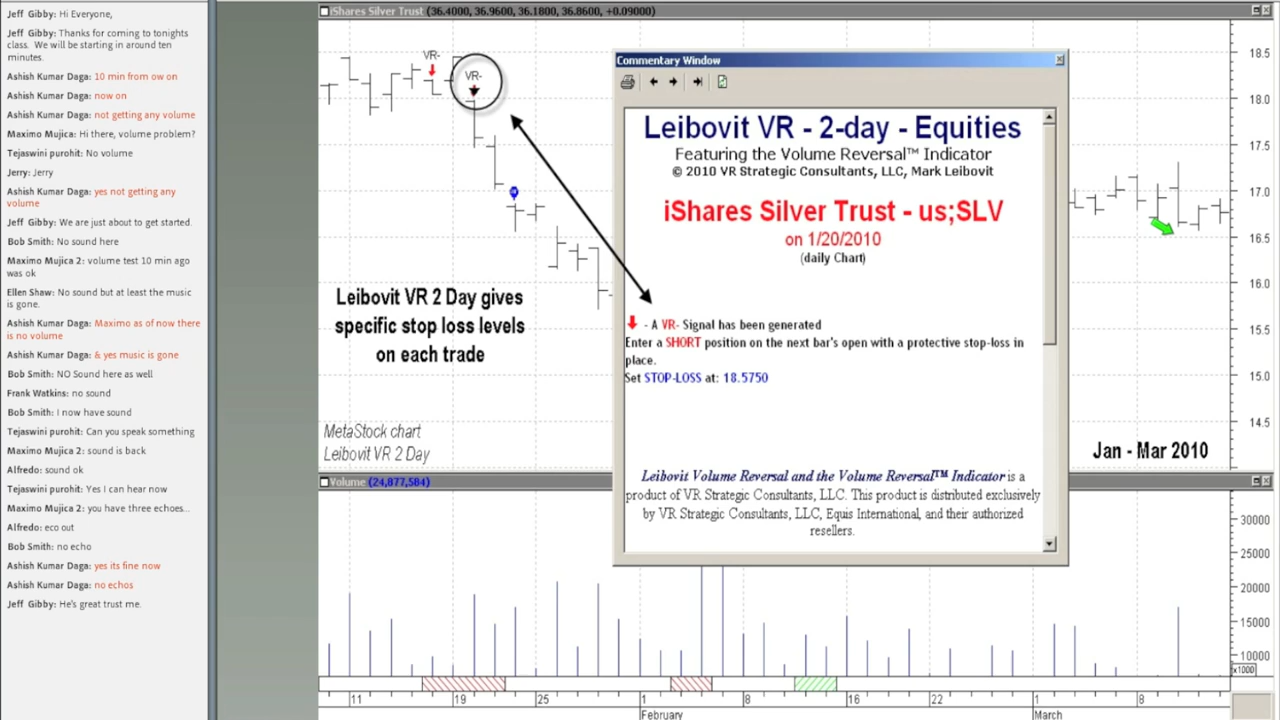 Jeff Gibby: Hi Everyone,
Jeff Gibby: Thanks for coming to tonights
class. We will be starting in around ten
minutes.
Ashish Kumar Daga: 10 min from ow on
Ashish Kumar Daga: now on
Ashish Kumar Daga: not getting any volume
Maximo Mujica: Hi there, volume problem?
Tejaswini purohit: No volume
Jerry: Jerry
Ashish Kumar Daga: yes not getting any
volume
Jeff Gibby: We are just about to get started.
Bob Smith: No sound here
Maximo Mujica 2: volume test 10 min ago
was ok
Ellen Shaw: No sound but at least the music
is gone.
Ashish Kumar Daga: Maximo as of now there
is no volume
Ashish Kumar Daga: & yes music is gone
Bob Smith: NO Sound here as well
Frank Watkins: no sound
Bob Smith: I now have sound
Tejaswini purohit: Can you speak something
Maximo Mujica 2: sound is back
Alfredo: sound ok
Tejaswini purohit: Yes I can hear now
Maximo Mujica 2: you have three echoes...
Alfredo: eco out
Bob Smith: no echo
Ashish Kumar Daga: yes its fine now
Ashish Kumar Daga: no echos
Jeff Gibby: He's great trust me.
iShares Silver Trust (36.4000, 36.9600, 36.1800, 36.8600, +0.09000)
VR-
VR-
Leibovit VR 2 Day gives
specific stop loss levels
on each trade
MetaStock chart
Leibovit VR 2 Day
Commentary Window
Leibovit VR - 2-day - Equities
Featuring the Volume Reversal™ Indicator
© 2010 VR Strategic Consultants, LLC, Mark Leibovit
iShares Silver Trust - us;SLV
on 1/20/2010
(daily Chart)
- A VR- Signal has been generated
Enter a SHORT position on the next bar's open with a protective stop-loss in
place.
Set STOP-LOSS at: 18.5750
Leibovit Volume Reversal and the Volume Reversal™ Indicator is a
product of VR Strategic Consultants, LLC. This product is distributed exclusively
by VR Strategic Consultants, LLC, Equis International, and their authorized
resellers.
18.5
18.0
17.5
17.0
16.5
16.0
15.5
15.0
14.5
Jan - Mar 2010
Volume (24,877,584)
30000
25000
20000
15000
10000
x1000
11 19 25 1 8 16 22 1 8
February March